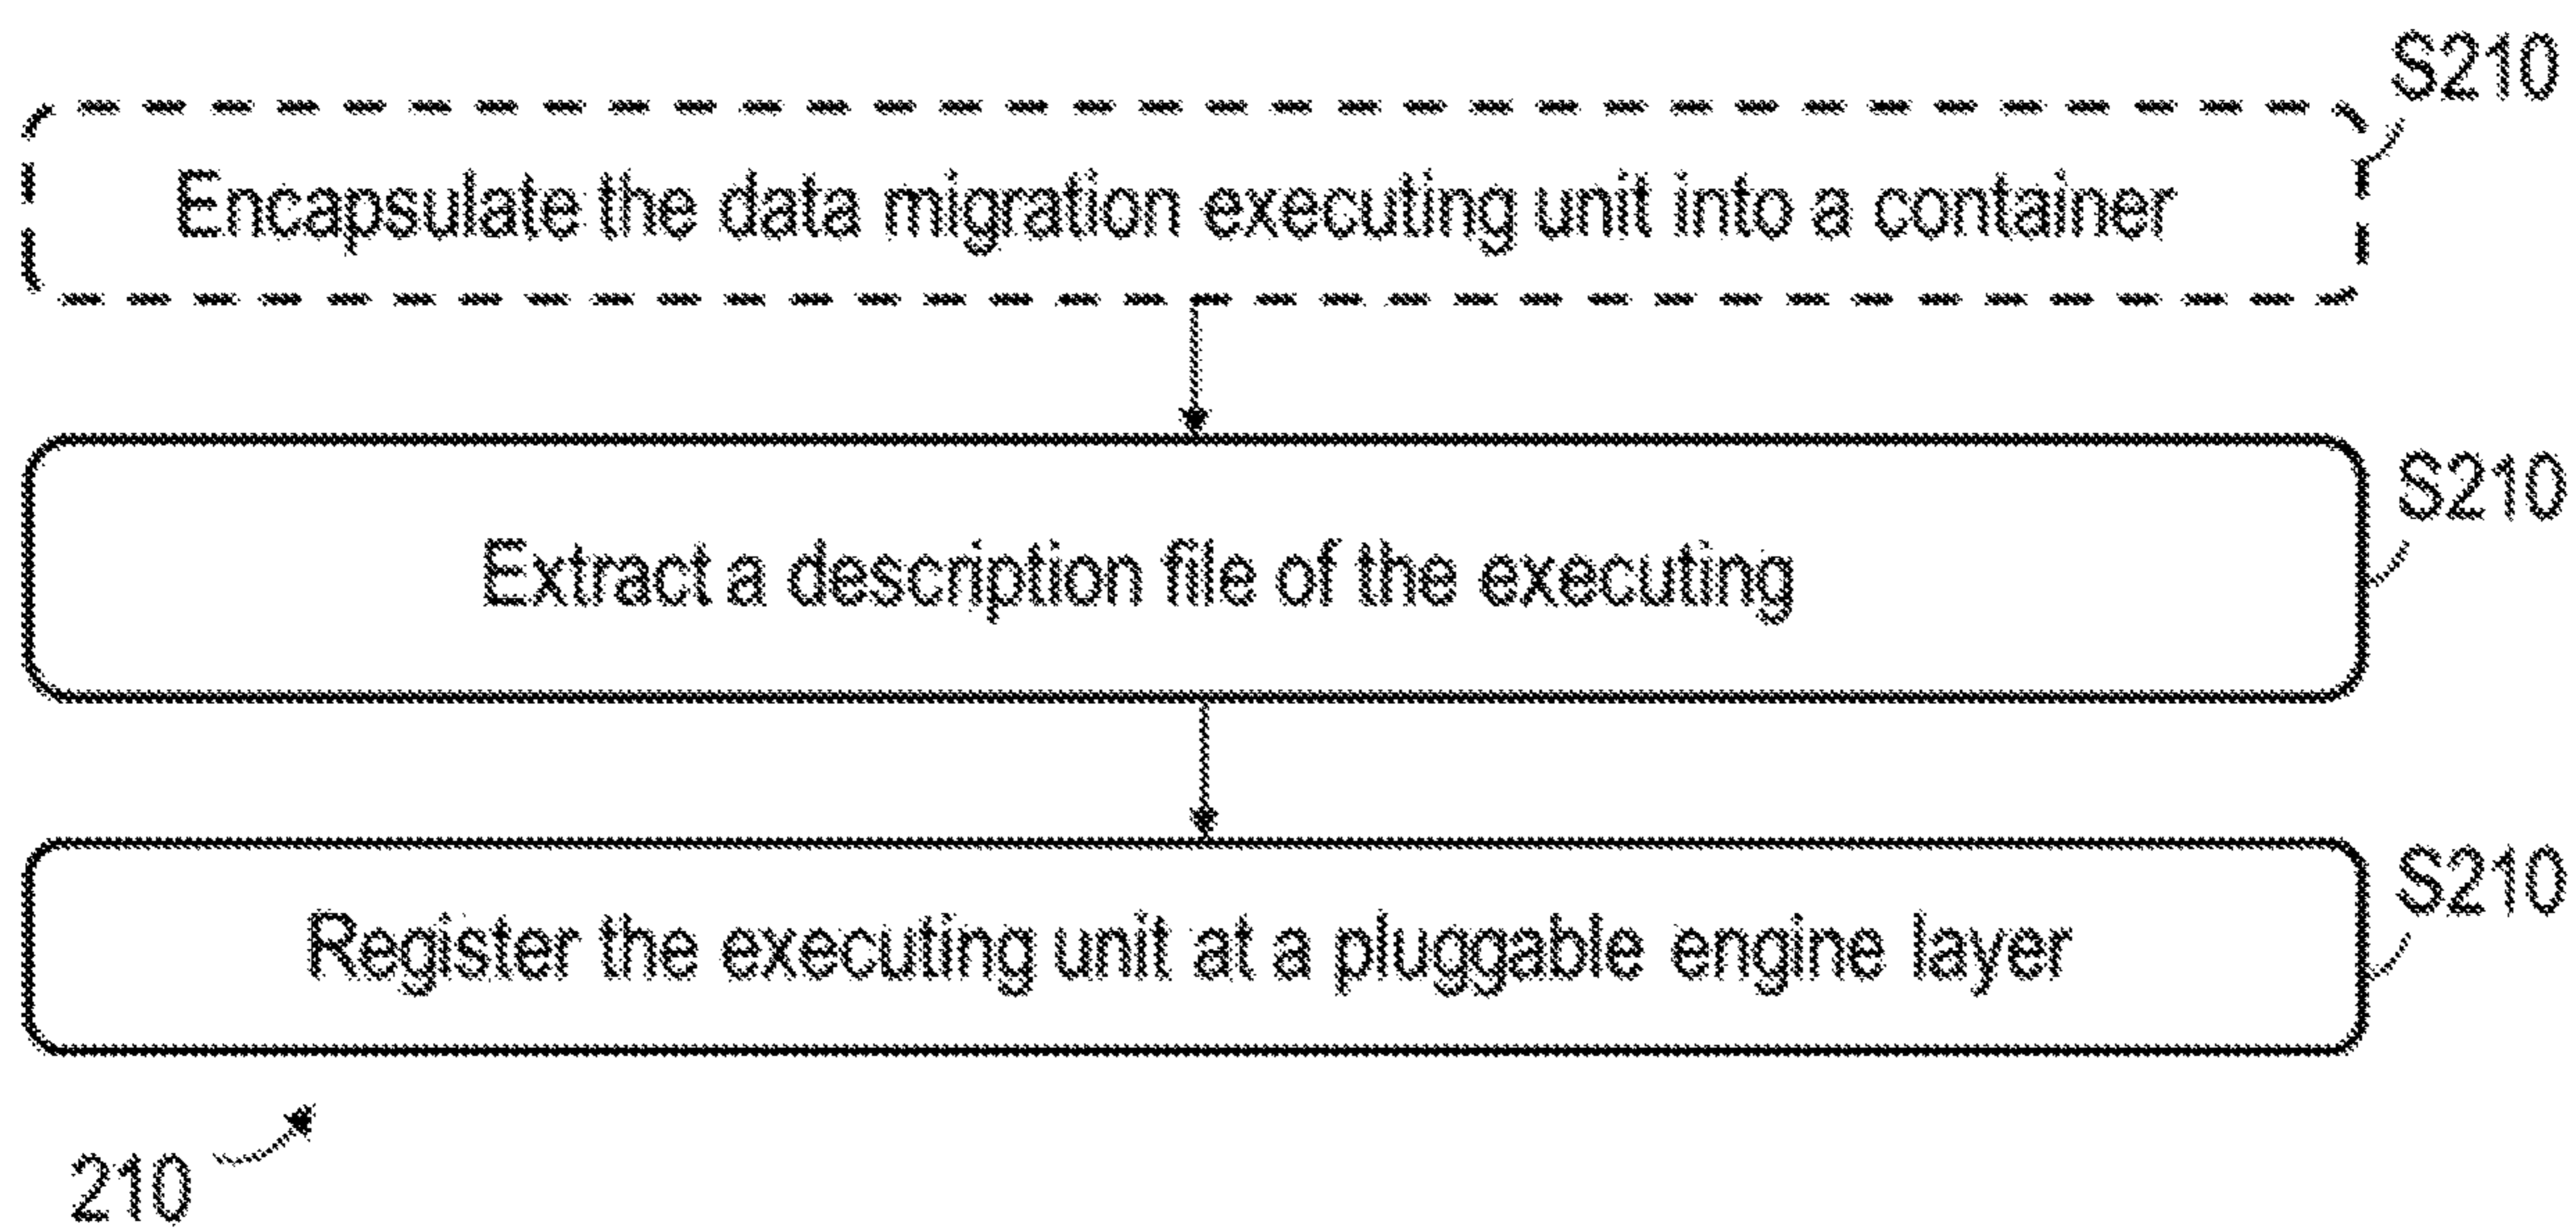 S210
Encapsulate the data migration executing unit into a container
S210
Extract a description file of the executing
S210
Register the executing unit at a pluggable engine layer
210